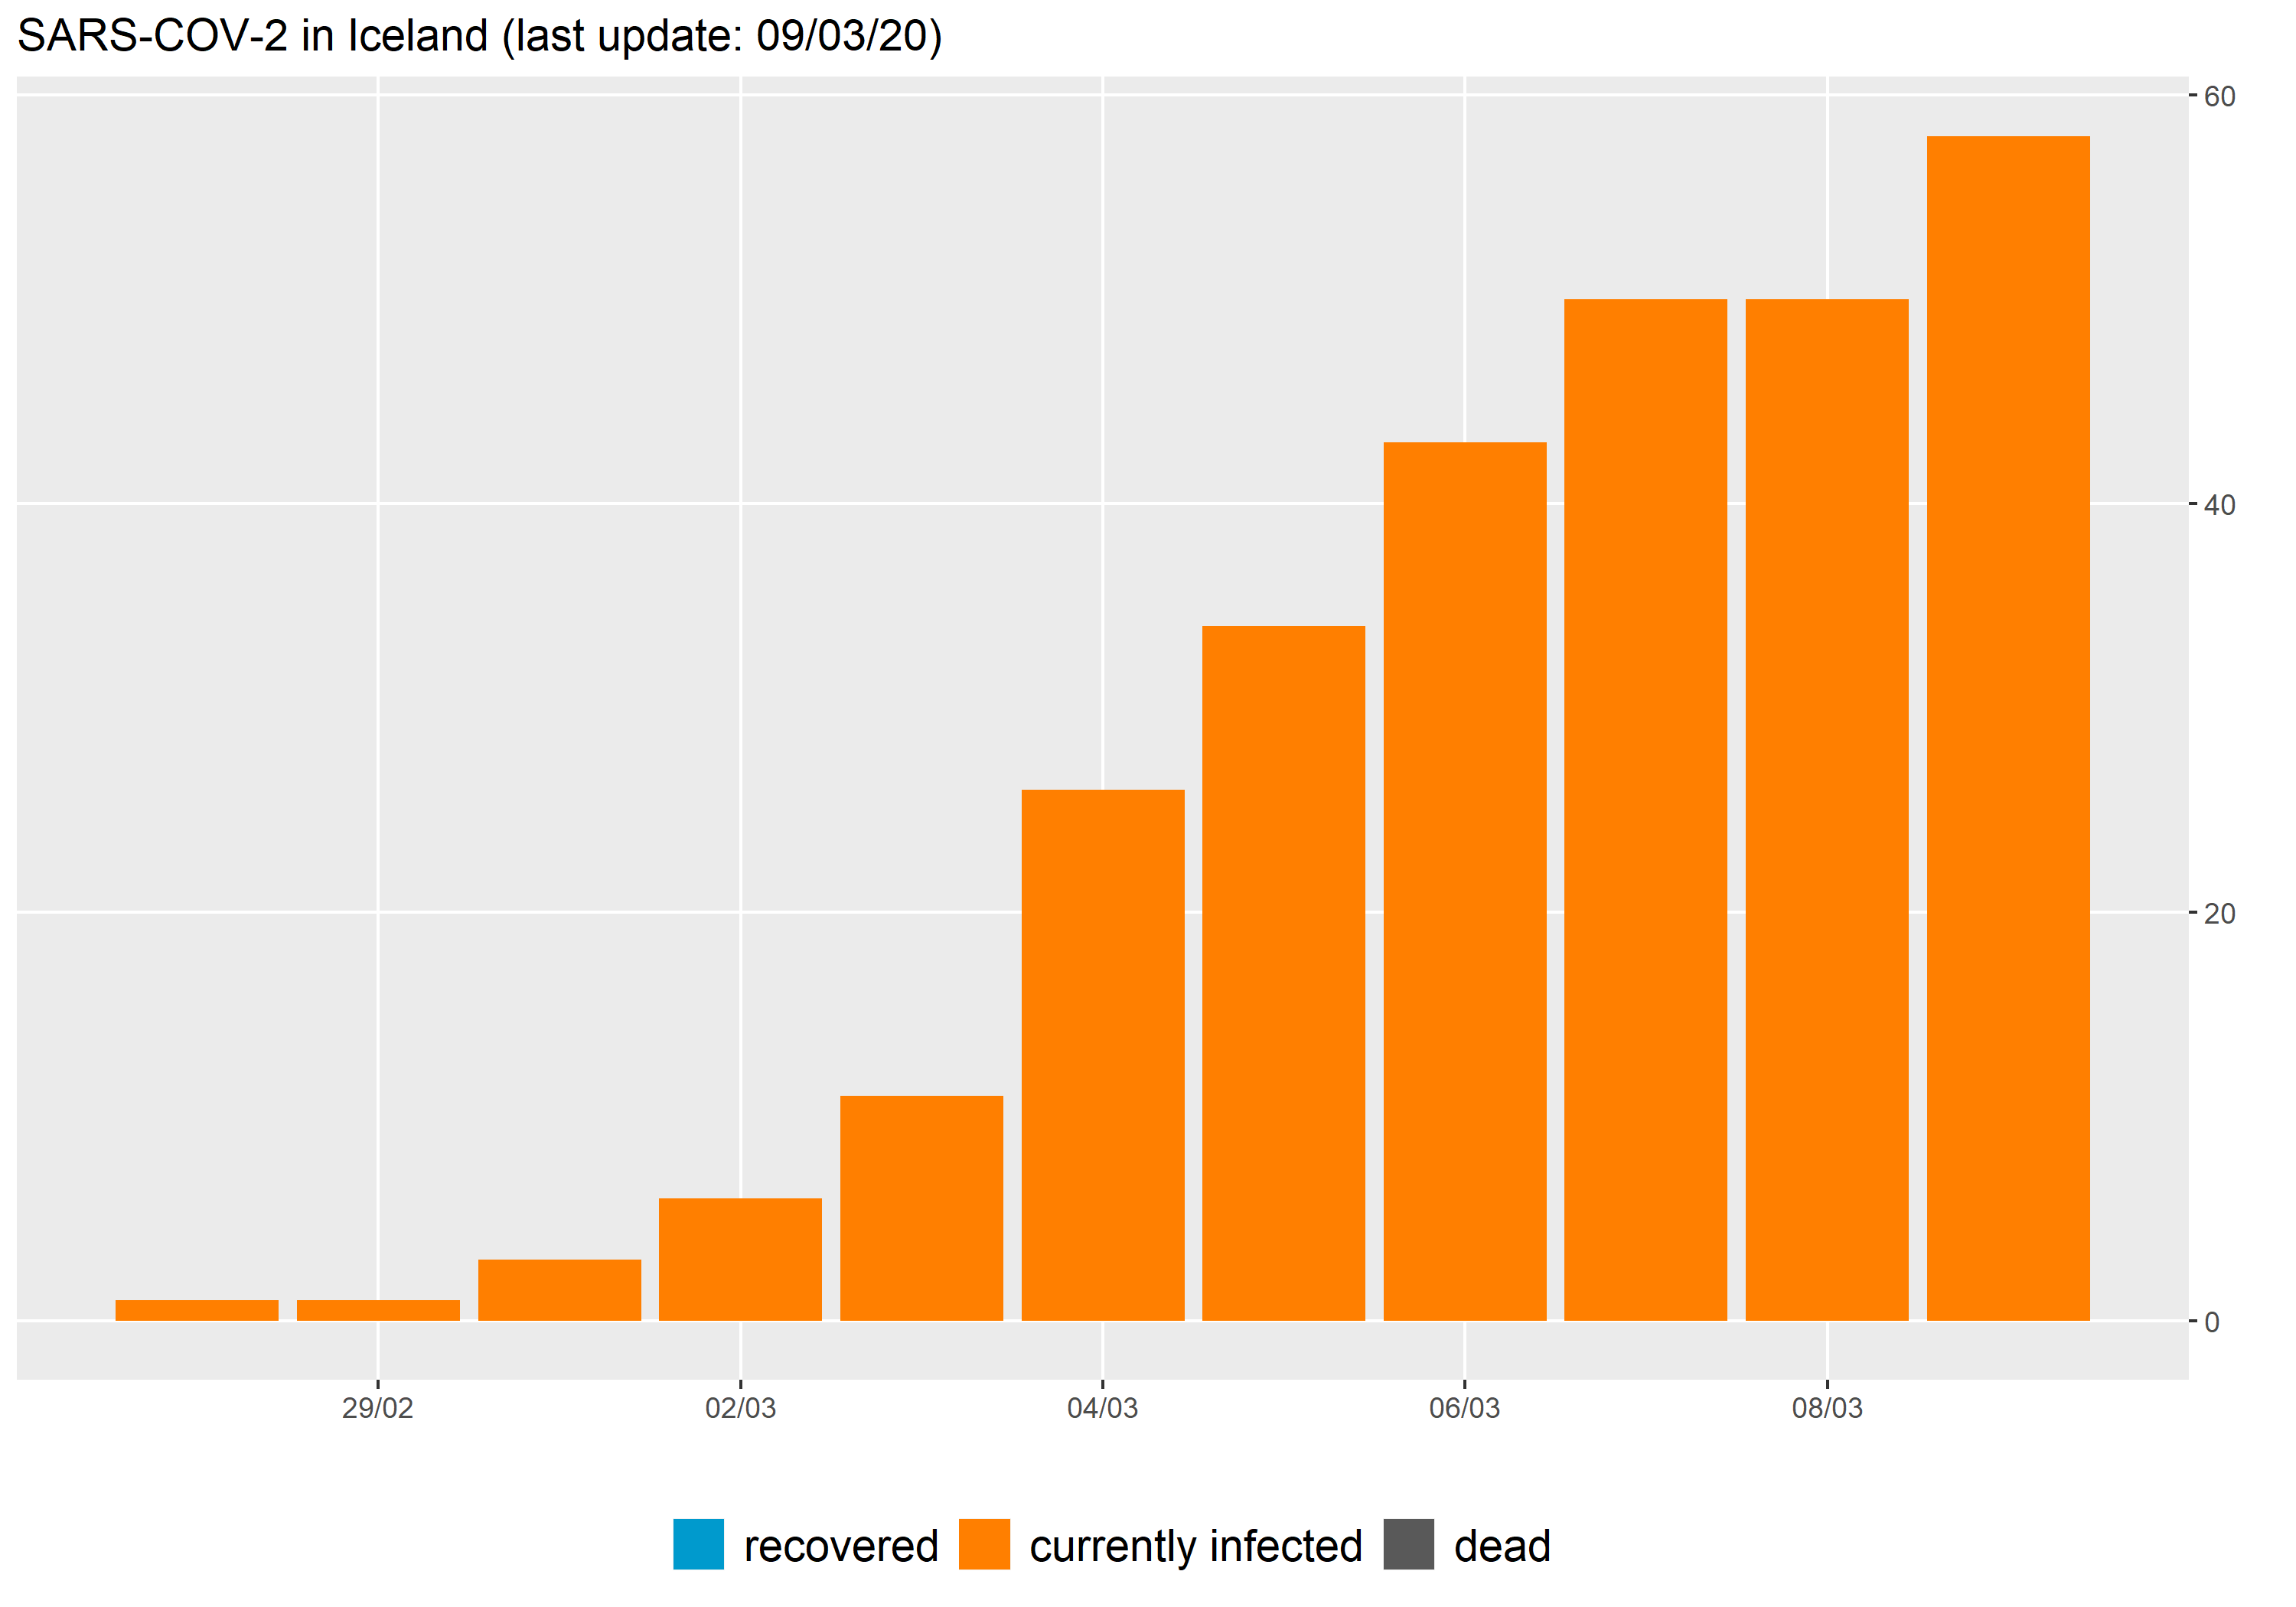 SARS-COV-2 in Iceland (last update: 09/03/20)
60
40
20
0
29/02 02/03 04/03 06/03 08/03
recovered currently infected dead